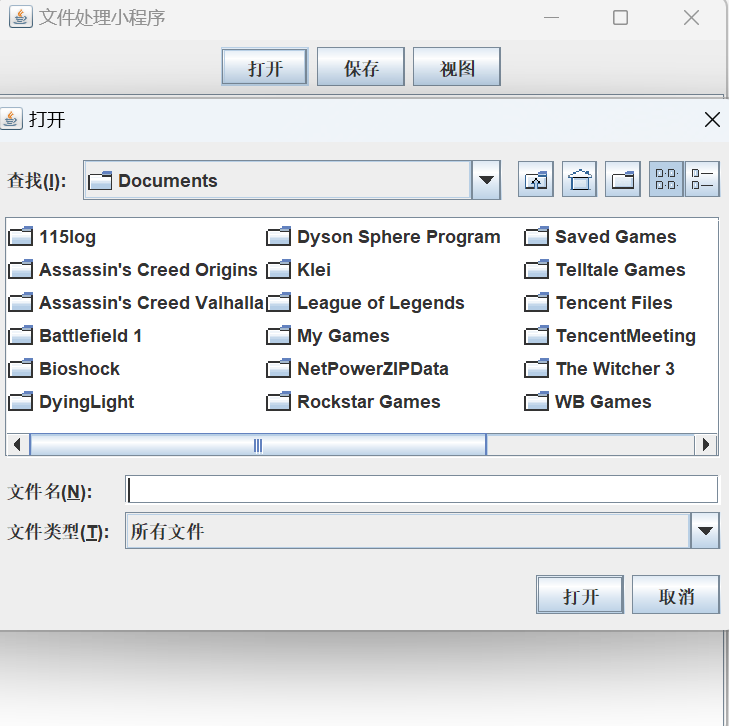 文件处理小程序
打开 保存 视图
打开
查找(I): Documents
115log Dyson Sphere Program Saved Games
Assassin's Creed Origins Klei Telltale Games
Assassin's Creed Valhalla League of Legends Tencent Files
Battlefield 1 My Games TencentMeeting
Bioshock NetPowerZIPData The Witcher 3
DyingLight Rockstar Games WB Games
文件名(N):
文件类型(T): 所有文件
打开 取消